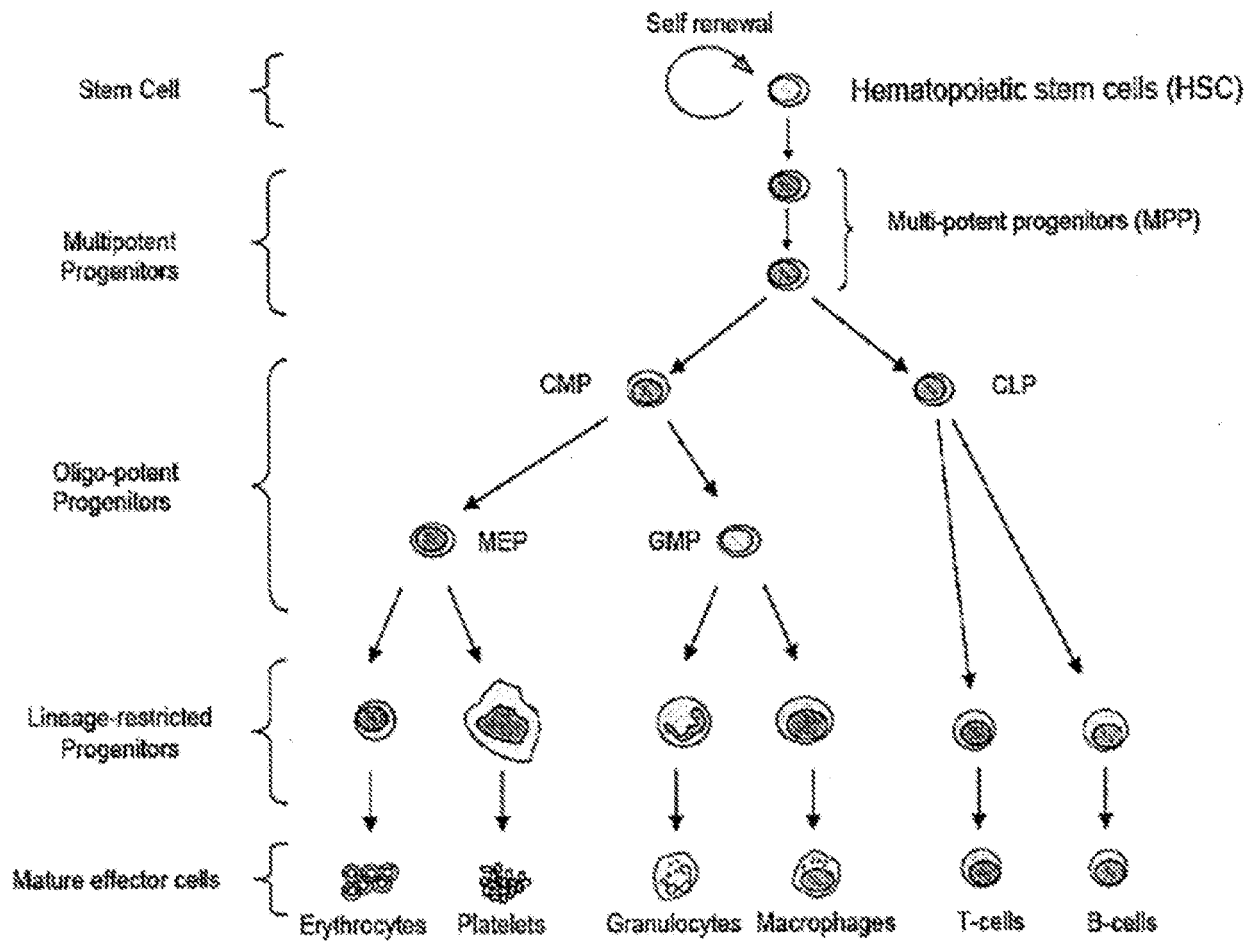 Self renewal
Stem Cell
Hematopoietic stem cells (HSC)
Multipotent
Progenitors
Multi-potent progenitors (MPP)
CMP
CLP
Oligo-potent
Progenitors
MEP
GMP
Lineage-restricted
Progenitors
Mature effector cells
Erythrocytes
Platelets
Granulocytes
Macrophages
T-cells
B-cells